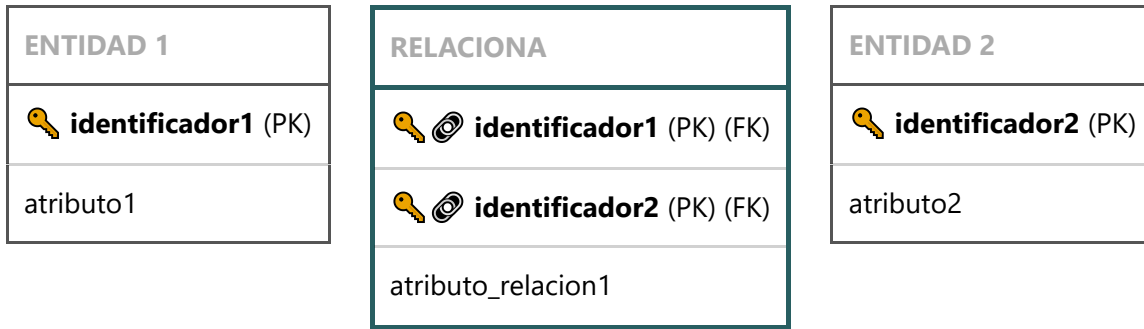 ENTIDAD 1
identificador1 (PK)
atributo1
RELACIONA
identificador1 (PK) (FK)
identificador2 (PK) (FK)
atributo_relacion1
ENTIDAD 2
identificador2 (PK)
atributo2